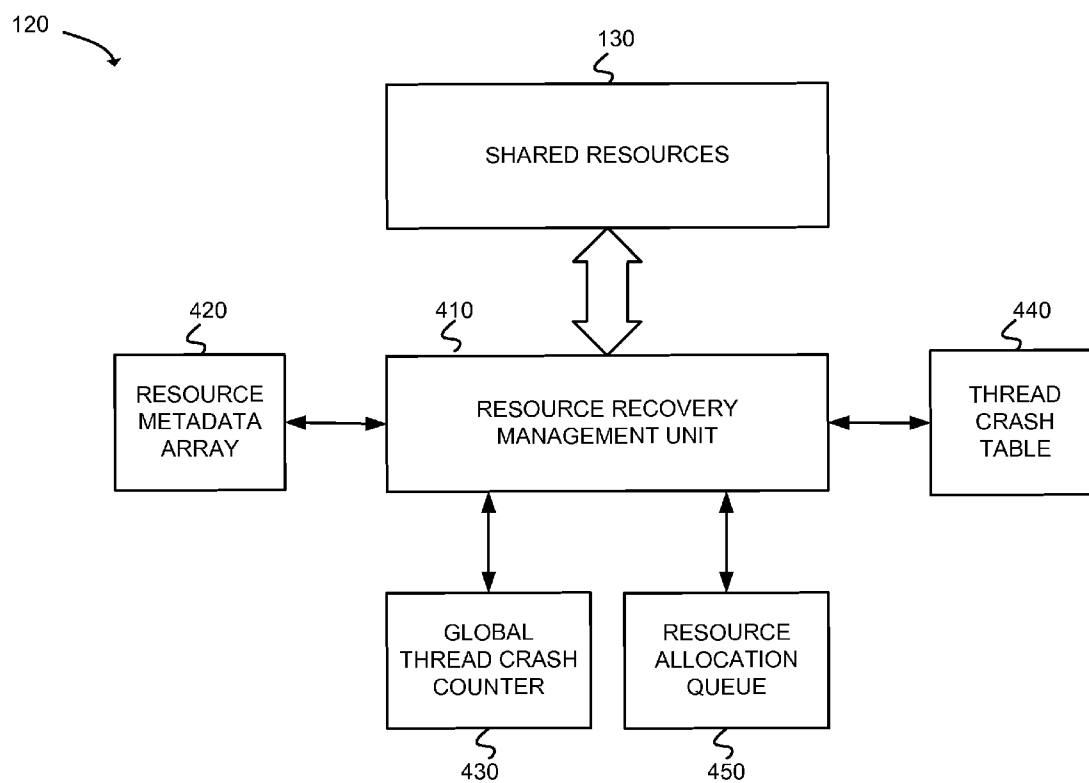 120
130
SHARED RESOURCES
420
410
440
RESOURCE
METADATA
ARRAY
RESOURCE RECOVERY
MANAGEMENT UNIT
THREAD
CRASH
TABLE
GLOBAL
THREAD CRASH
COUNTER
RESOURCE
ALLOCATION
QUEUE
430
450